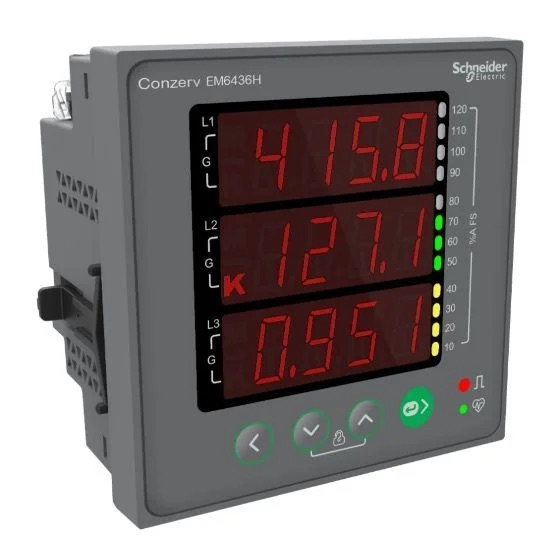 Conzerv EM6436H
Schneider
Electric
L1
G
415.8
L2
G
K
127.1
L3
G
0.951
120
110
100
90
80
70
60
50
40
30
20
10
%A FS